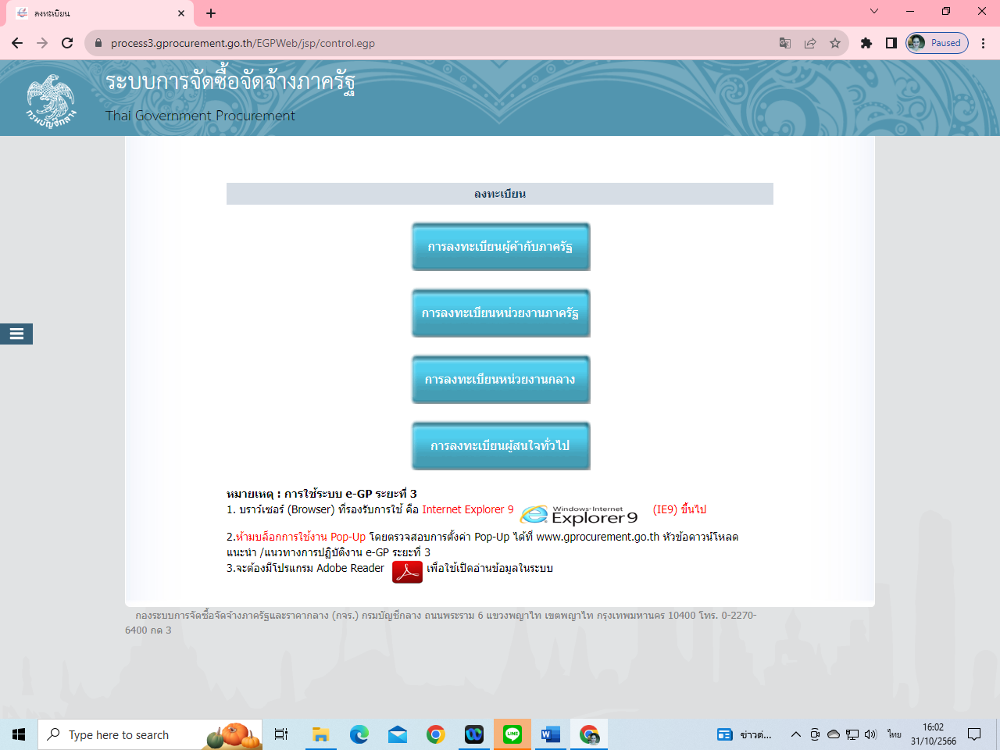 ลงทะเบียน
process3.gprocurement.go.th/EGPWeb/jsp/control.egp
Paused
ระบบการจัดซื้อจัดจ้างภาครัฐ
Thai Government Procurement
กรมบัญชีกลาง
ลงทะเบียน
การลงทะเบียนผู้ค้ากับภาครัฐ
การลงทะเบียนหน่วยงานภาครัฐ
การลงทะเบียนหน่วยงานกลาง
การลงทะเบียนผู้สนใจทั่วไป
หมายเหตุ : การใช้ระบบ e-GP ระยะที่ 3
1. บราว์เซอร์ (Browser) ที่รองรับการใช้ คือ Internet Explorer 9 Windows Internet Explorer 9 (IE9) ขึ้นไป
2.ห้ามบล็อกการใช้งาน Pop-Up โดยตรวจสอบการตั้งค่า Pop-Up ได้ที่ www.gprocurement.go.th หัวข้อดาวน์โหลด
แนะนำ /แนวทางการปฏิบัติงาน e-GP ระยะที่ 3
3.จะต้องมีโปรแกรม Adobe Reader เพื่อใช้เปิดอ่านข้อมูลในระบบ
กองระบบการจัดซื้อจัดจ้างภาครัฐและราคากลาง (กจร.) กรมบัญชีกลาง ถนนพระราม 6 แขวงพญาไท เขตพญาไท กรุงเทพมหานคร 10400 โทร. 0-2270-
6400 กด 3
Type here to search
LINE
W
ข่าวต่...
ไทย
16:02
31/10/2566